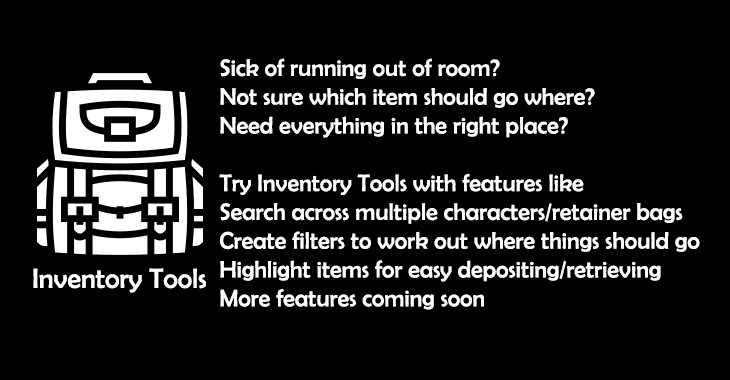 Sick of running out of room?
Not sure which item should go where?
Need everything in the right place?
Try Inventory Tools with features like
Search across multiple characters/retainer bags
Create filters to work out where things should go
Highlight items for easy depositing/retrieving
More features coming soon
Inventory Tools